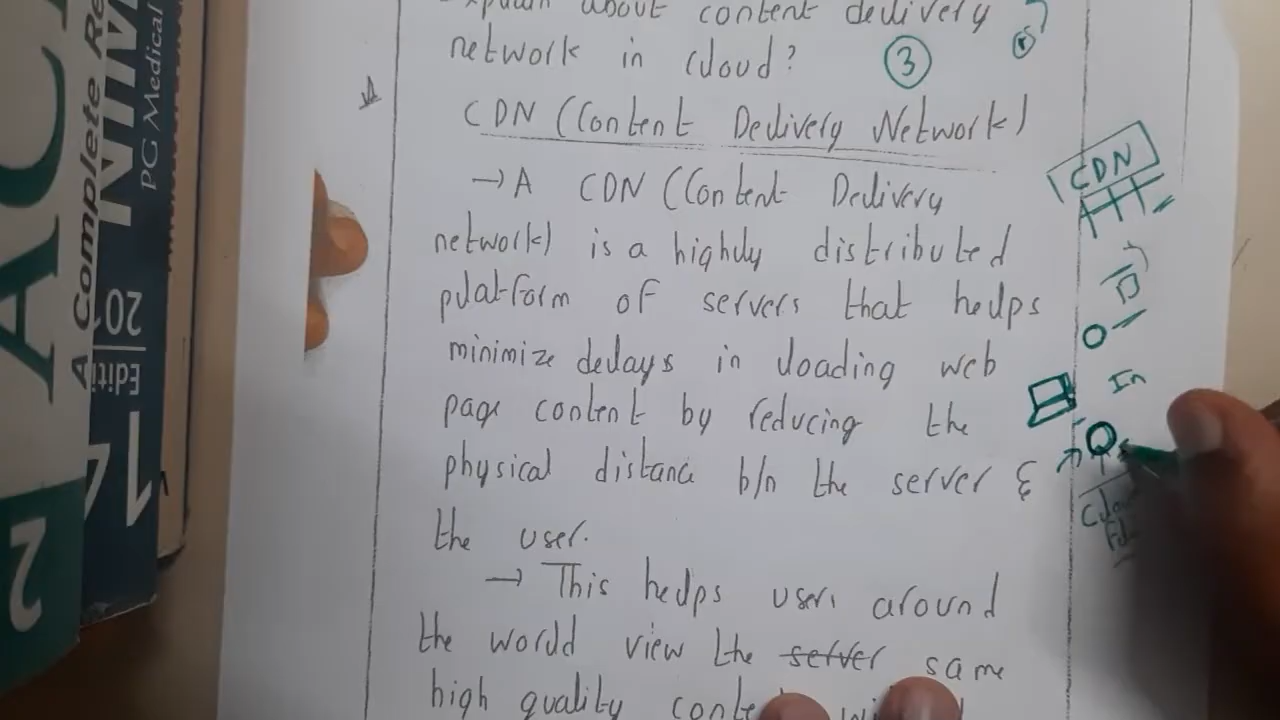 Explain about content delivery
network in cloud?
3
CDN (Content Delivery Network)
→ A CDN (Content Delivery
network) is a highly distributed
platform of servers that helps
minimize delays in loading web
page content by reducing the
physical distance b/n the server &
the user.
→ This helps users around
the world view the server same
high quality
CDN
In
A Complete
PG Medical
201
2
1